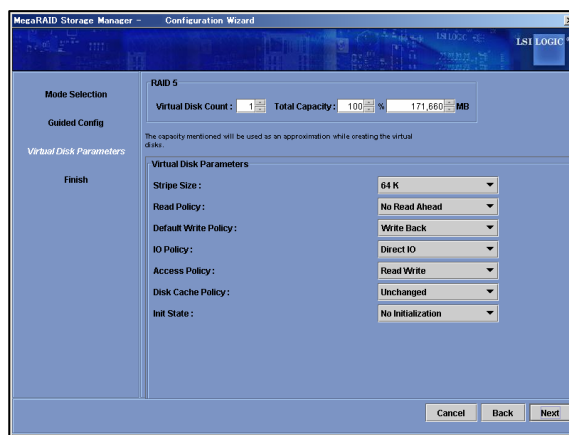 MegaRAID Storage Manager - Configuration Wizard
LSI LOGIC
Mode Selection
Guided Config
Virtual Disk Parameters
Finish
RAID 5
Virtual Disk Count : 1 Total Capacity : 100 % 171,660 MB
The capacity mentioned will be used as an approximation while creating the virtual
disks.
Virtual Disk Parameters
Stripe Size : 64 K
Read Policy : No Read Ahead
Default Write Policy : Write Back
IO Policy : Direct IO
Access Policy : Read Write
Disk Cache Policy : Unchanged
Init State : No Initialization
Cancel Back Next